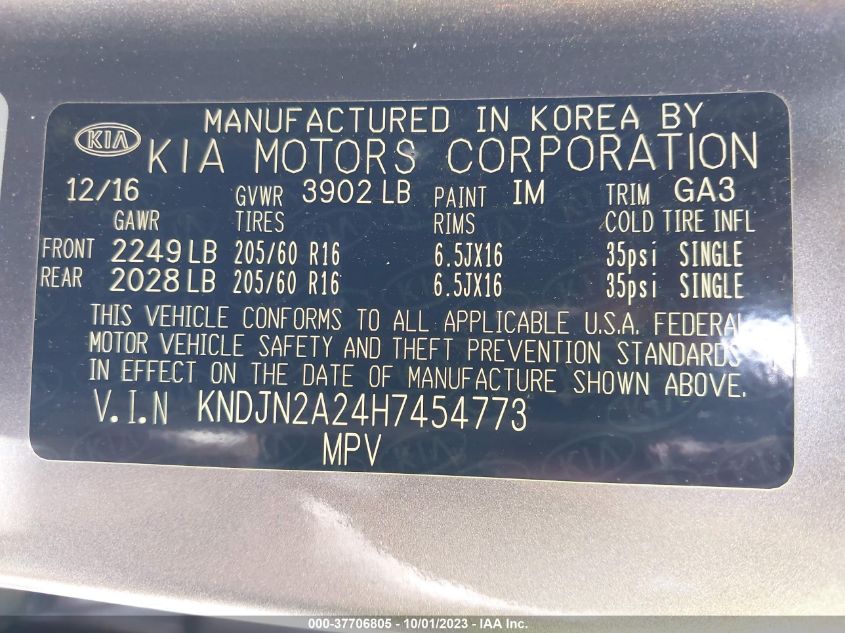 KIA MANUFACTURED IN KOREA BY
KIA MOTORS CORPORATION
12/16 GVWR 3902 LB PAINT IM TRIM GA3
GAWR TIRES RIMS COLD TIRE INFL
FRONT 2249 LB 205/60 R16 6.5JX16 35psi SINGLE
REAR 2028 LB 205/60 R16 6.5JX16 35psi SINGLE
THIS VEHICLE CONFORMS TO ALL APPLICABLE U.S.A. FEDERAL
MOTOR VEHICLE SAFETY AND THEFT PREVENTION STANDARDS
IN EFFECT ON THE DATE OF MANUFACTURE SHOWN ABOVE.
V.I.N KNDJN2A24H7454773
MPV
000-37706805 - 10/01/2023 - IAA Inc.